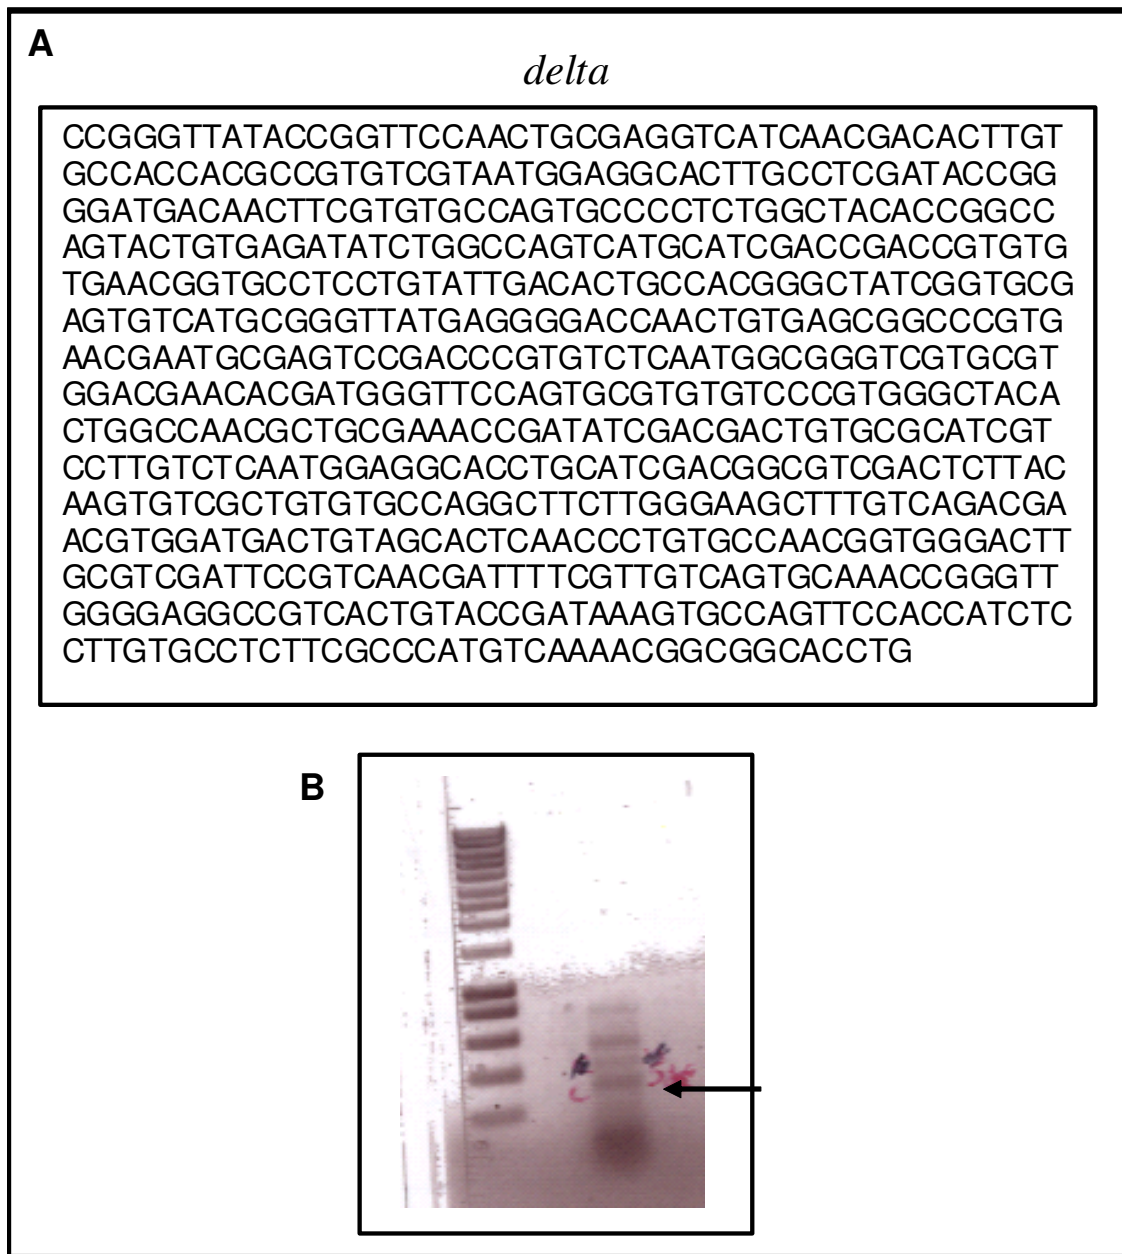 A
delta
CCGGGTTATACCGGTTCCAACTGCGAGGTCATCAACGACACTTGT
GCCACCACGCCGTGTCGTAATGGAGGCACTTGCCTCGATACCGG
GGATGACAACTTCGTGTGCCAGTGCCCCTCTGGCTACACCGGCC
AGTACTGTGAGATATCTGGCCAGTCATGCATCGACCGACCGTGTG
TGAACGGTGCCTCCTGTATTGACACTGCCACGGGCTATCGGTGCG
AGTGTCATGCGGGTTATGAGGGGACCAACTGTGAGCGGCCCGTG
AACGAATGCGAGTCCGACCCGTGTCTCAATGGCGGGTCGTGCGT
GGACGAACACGATGGGTTCCAGTGCGTGTGTCCCGTGGGCTACA
CTGGCCAACGCTGCGAAACCGATATCGACGACTGTGCGCATCGT
CCTTGTCTCAATGGAGGCACCTGCATCGACGGCGTCGACTCTTAC
AAGTGTCGCTGTGTGCCAGGCTTCTTGGGAAGCTTTGTCAGACGA
ACGTGGATGACTGTAGCACTCAACCCTGTGCCAACGGTGGGACTT
GCGTCGATTCCGTCAACGATTTTCGTTGTCAGTGCAAACCGGGTT
GGGGAGGCCGTCACTGTACCGATAAAGTGCCAGTTCCACCATCTC
CTTGTGCCTCTTCGCCCATGTCAAAACGGCGGCACCTG
B